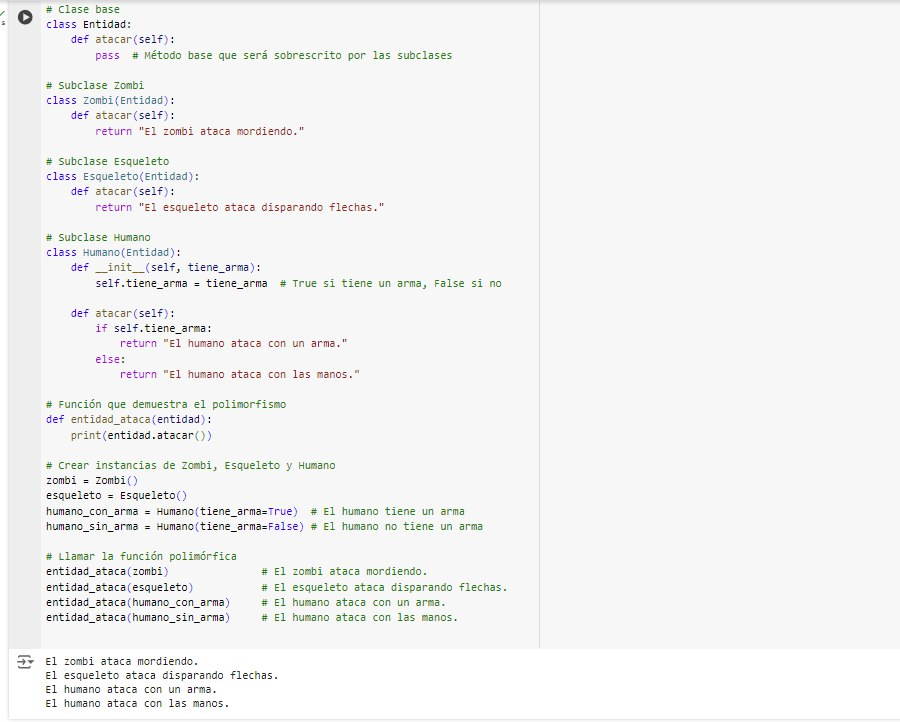 # Clase base
class Entidad:
    def atacar(self):
        pass  # Método base que será sobrescrito por las subclases

# Subclase Zombi
class Zombi(Entidad):
    def atacar(self):
        return "El zombi ataca mordiendo."

# Subclase Esqueleto
class Esqueleto(Entidad):
    def atacar(self):
        return "El esqueleto ataca disparando flechas."

# Subclase Humano
class Humano(Entidad):
    def __init__(self, tiene_arma):
        self.tiene_arma = tiene_arma  # True si tiene un arma, False si no

    def atacar(self):
        if self.tiene_arma:
            return "El humano ataca con un arma."
        else:
            return "El humano ataca con las manos."

# Función que demuestra el polimorfismo
def entidad_ataca(entidad):
    print(entidad.atacar())

# Crear instancias de Zombi, Esqueleto y Humano
zombi = Zombi()
esqueleto = Esqueleto()
humano_con_arma = Humano(tiene_arma=True)  # El humano tiene un arma
humano_sin_arma = Humano(tiene_arma=False) # El humano no tiene un arma

# Llamar la función polimórfica
entidad_ataca(zombi)               # El zombi ataca mordiendo.
entidad_ataca(esqueleto)           # El esqueleto ataca disparando flechas.
entidad_ataca(humano_con_arma)     # El humano ataca con un arma.
entidad_ataca(humano_sin_arma)     # El humano ataca con las manos.

El zombi ataca mordiendo.
El esqueleto ataca disparando flechas.
El humano ataca con un arma.
El humano ataca con las manos.